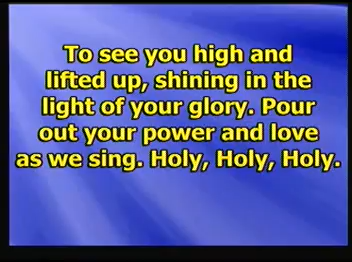 To see you high and
lifted up, shining in the
light of your glory. Pour
out your power and love
as we sing. Holy, Holy, Holy.